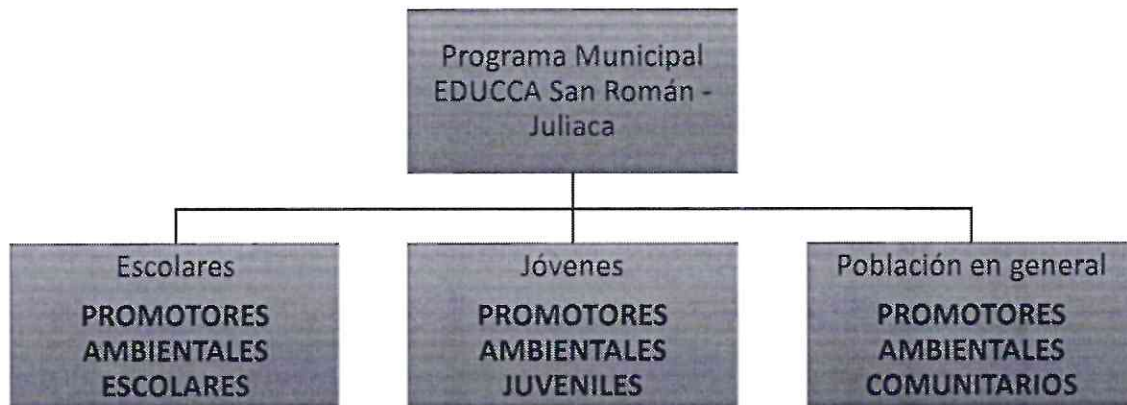 Programa Municipal
EDUCCA San Román -
Juliaca
Escolares
PROMOTORES
AMBIENTALES
ESCOLARES
Jóvenes
PROMOTORES
AMBIENTALES
JUVENILES
Población en general
PROMOTORES
AMBIENTALES
COMUNITARIOS